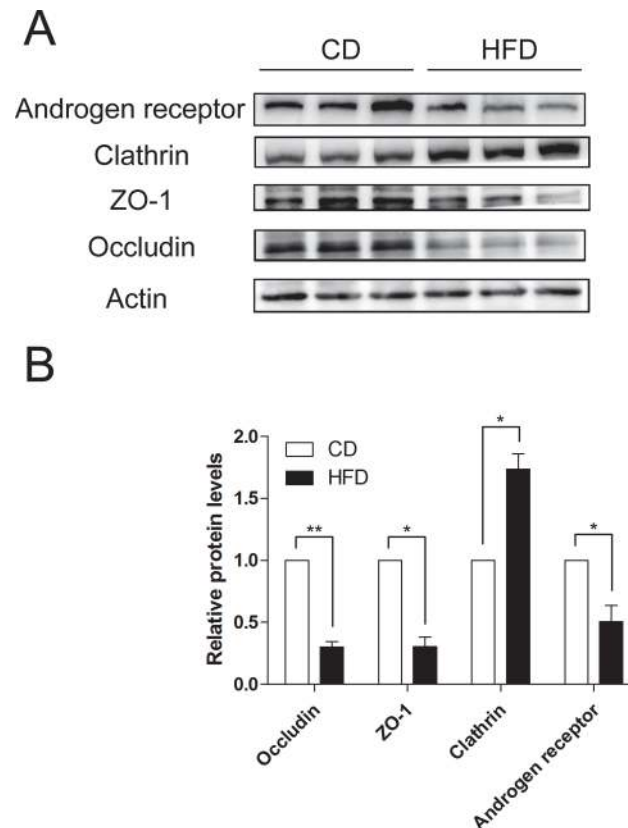 A
CD HFD
Androgen receptor
Clathrin
ZO-1
Occludin
Actin
B
Relative protein levels
2.0
1.5
1.0
0.5
0.0
CD
HFD
**
*
*
*
Occludin
ZO-1
Clathrin
Androgen receptor